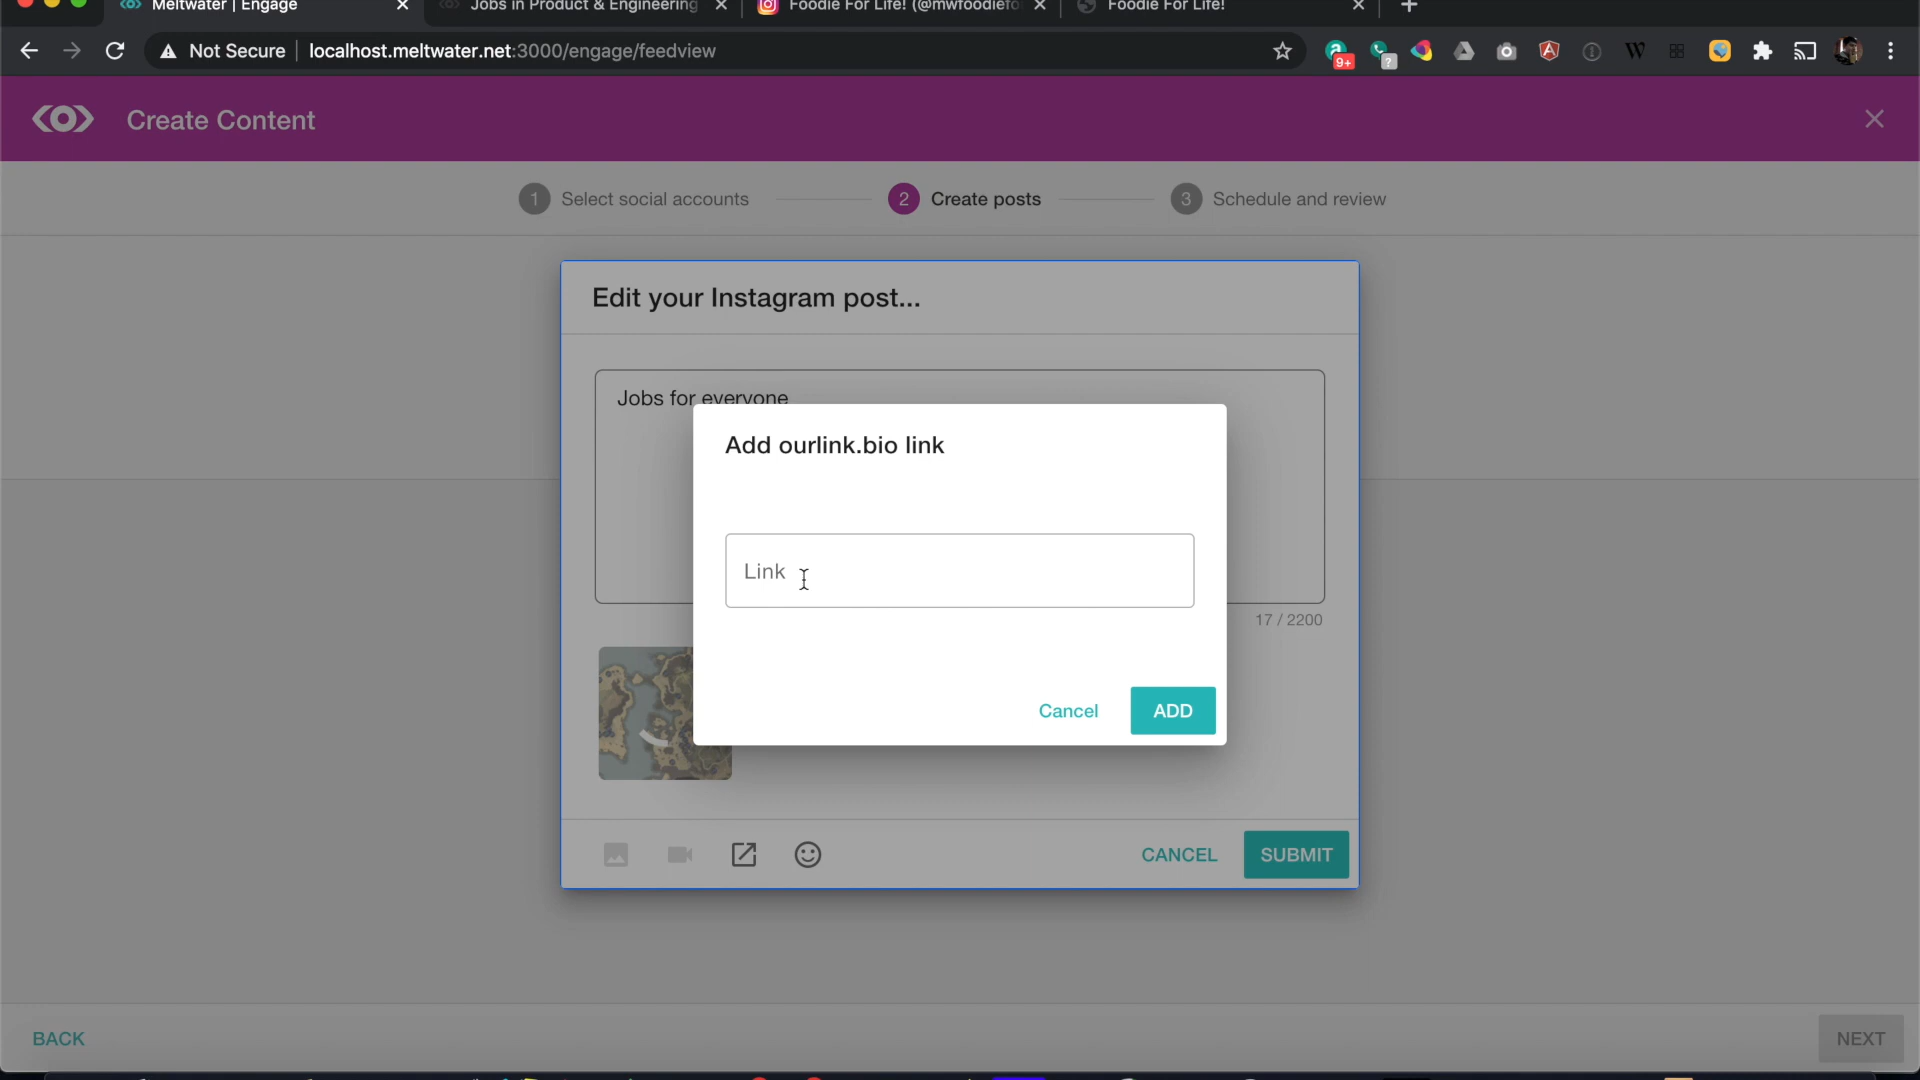 Meltwater | Engage
Jobs in Product & Engineering
Foodie For Life! (@mwfoodiefo
Foodie For Life!
Not Secure
localhost.meltwater.net:3000/engage/feedview
9+
?
W
Create Content
1 Select social accounts
2 Create posts
3 Schedule and review
Edit your Instagram post...
Jobs for everyone
Add ourlink.bio link
Link
17 / 2200
Cancel
ADD
CANCEL
SUBMIT
BACK
NEXT